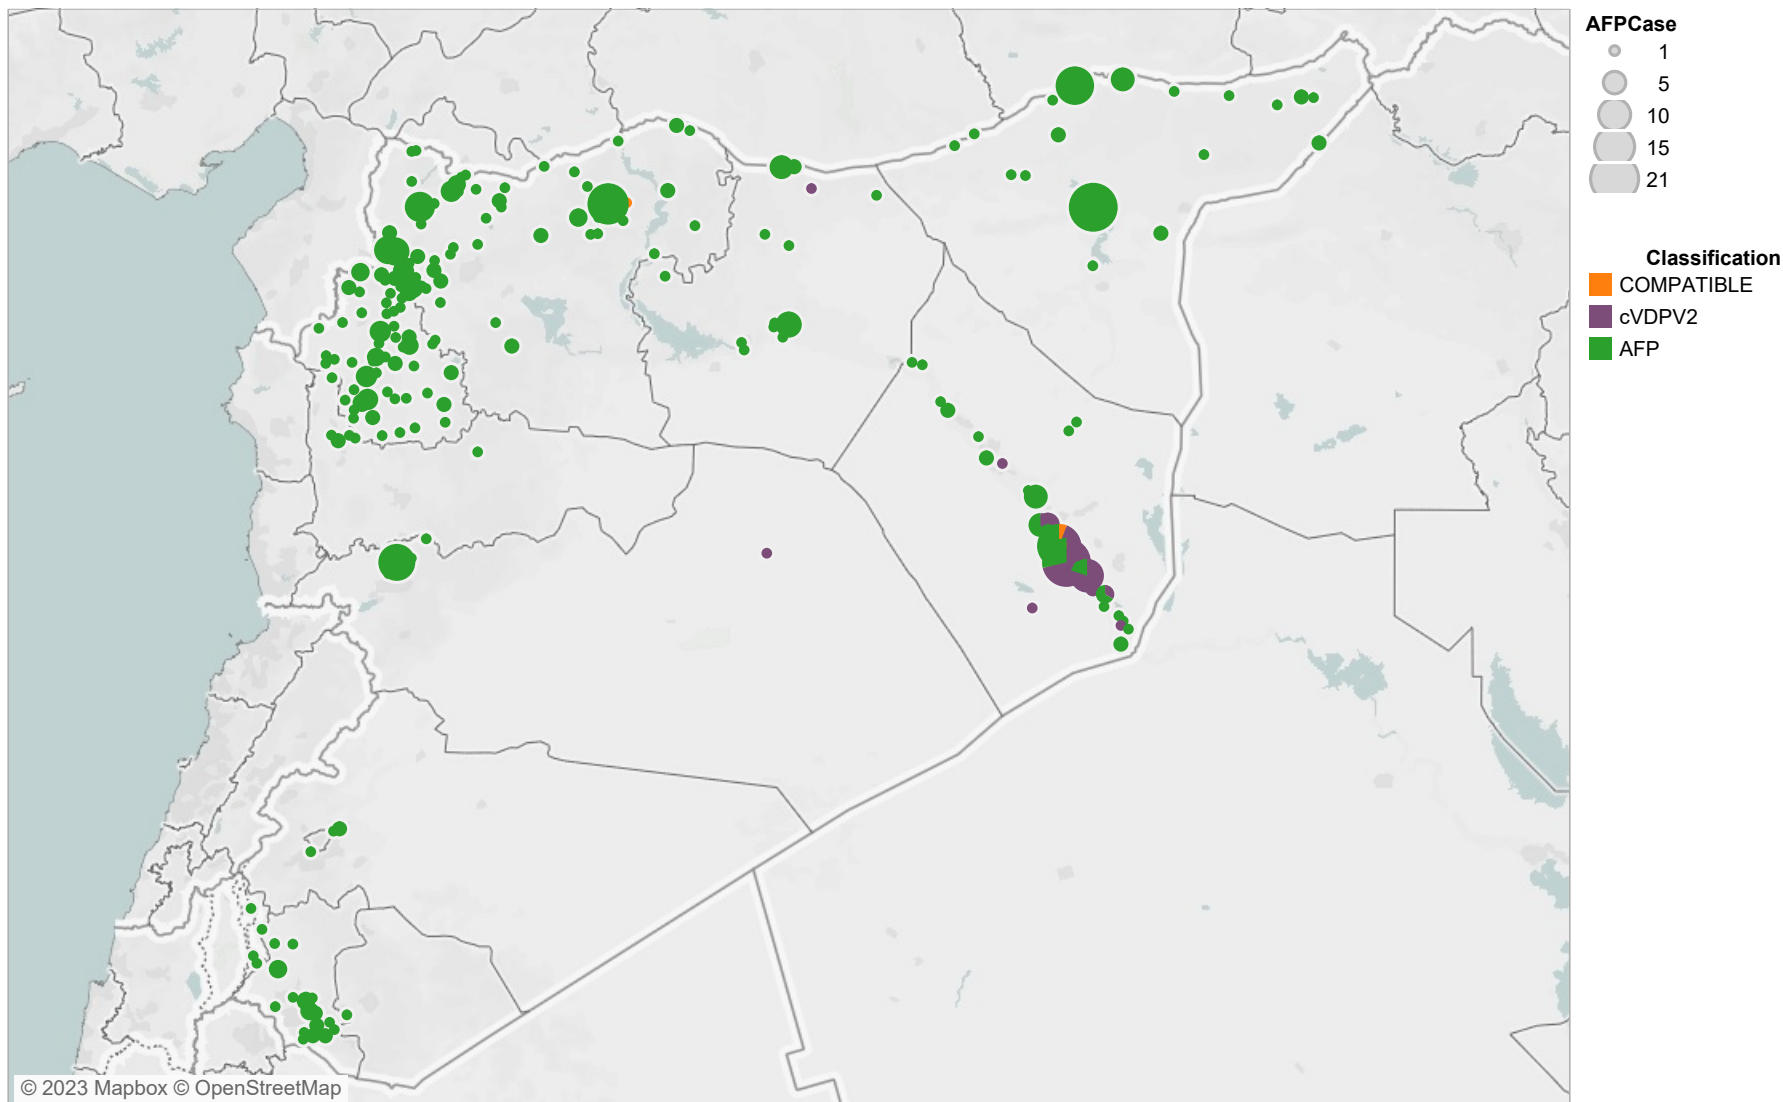 AFPCase
1
5
10
15
21
Classification
COMPATIBLE
cVDPV2
AFP
© 2023 Mapbox © OpenStreetMap